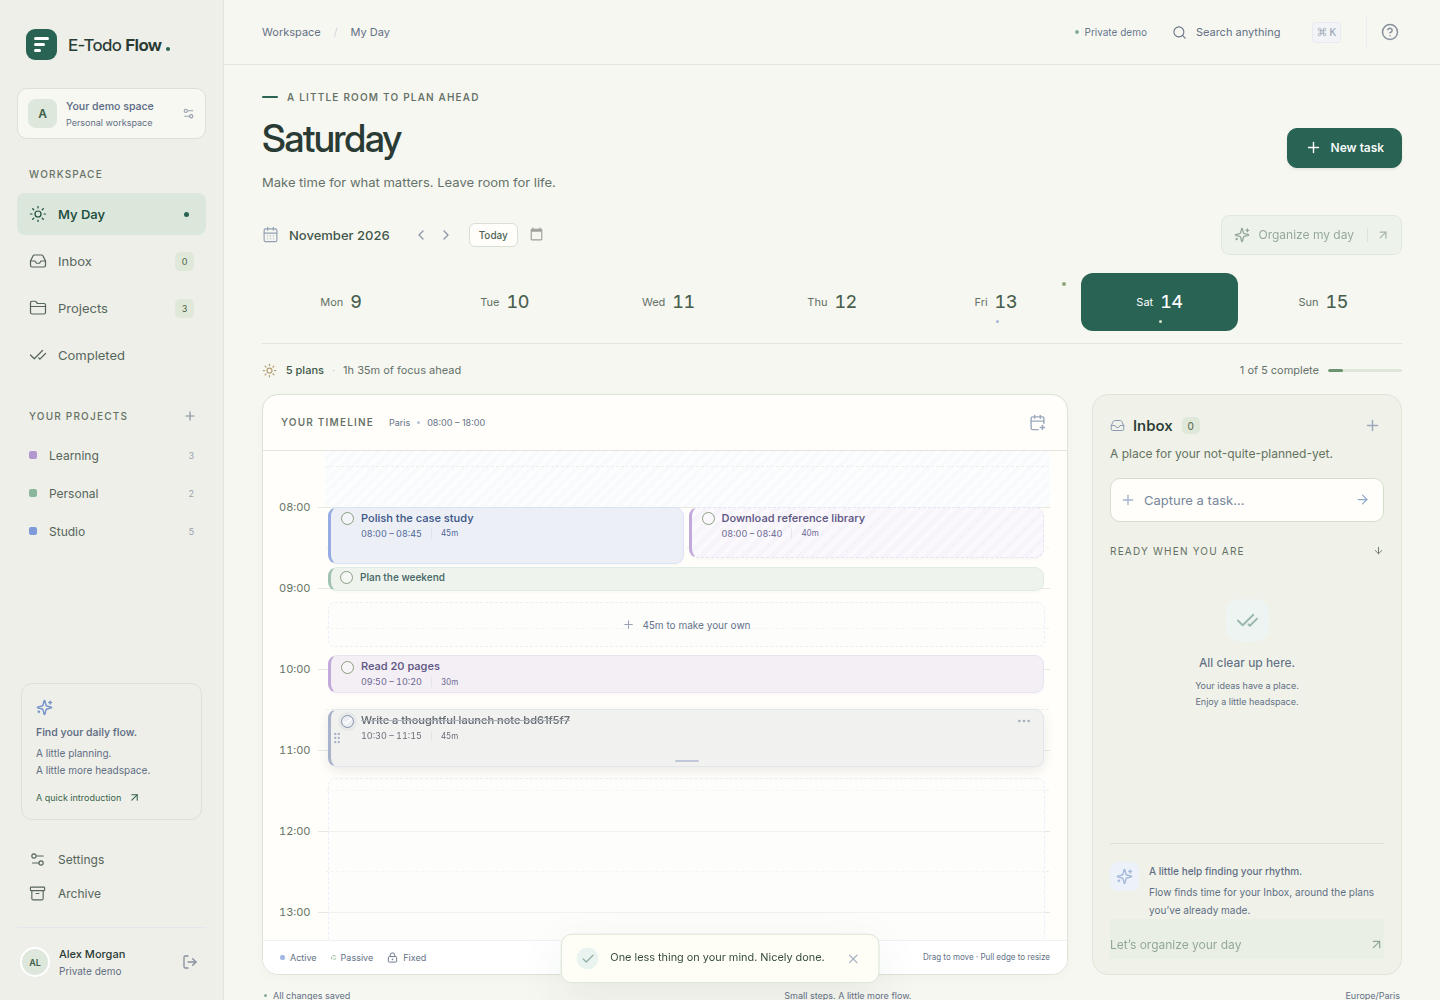 E-Todo Flow.
A
Your demo space
Personal workspace
WORKSPACE
My Day
Inbox 0
Projects 3
Completed
YOUR PROJECTS
Learning 3
Personal 2
Studio 5
Find your daily flow.
A little planning.
A little more headspace.
A quick introduction
Settings
Archive
AL
Alex Morgan
Private demo
Workspace / My Day
Private demo
Search anything
⌘ K
A LITTLE ROOM TO PLAN AHEAD
Saturday
Make time for what matters. Leave room for life.
New task
November 2026
Today
Organize my day
Mon 9
Tue 10
Wed 11
Thu 12
Fri 13
Sat 14
Sun 15
5 plans · 1h 35m of focus ahead
1 of 5 complete
YOUR TIMELINE Paris • 08:00 – 18:00
08:00
Polish the case study
08:00 – 08:45 45m
Download reference library
08:00 – 08:40 40m
Plan the weekend
09:00
45m to make your own
10:00
Read 20 pages
09:50 – 10:20 30m
Write a thoughtful launch note bd61f5f7
10:30 – 11:15 45m
11:00
12:00
13:00
Active Passive Fixed
One less thing on your mind. Nicely done.
Drag to move · Pull edge to resize
Inbox 0
A place for your not-quite-planned-yet.
Capture a task...
READY WHEN YOU ARE
All clear up here.
Your ideas have a place.
Enjoy a little headspace.
A little help finding your rhythm.
Flow finds time for your Inbox, around the plans
you've already made.
Let's organize your day
All changes saved
Small steps. A little more flow.
Europe/Paris